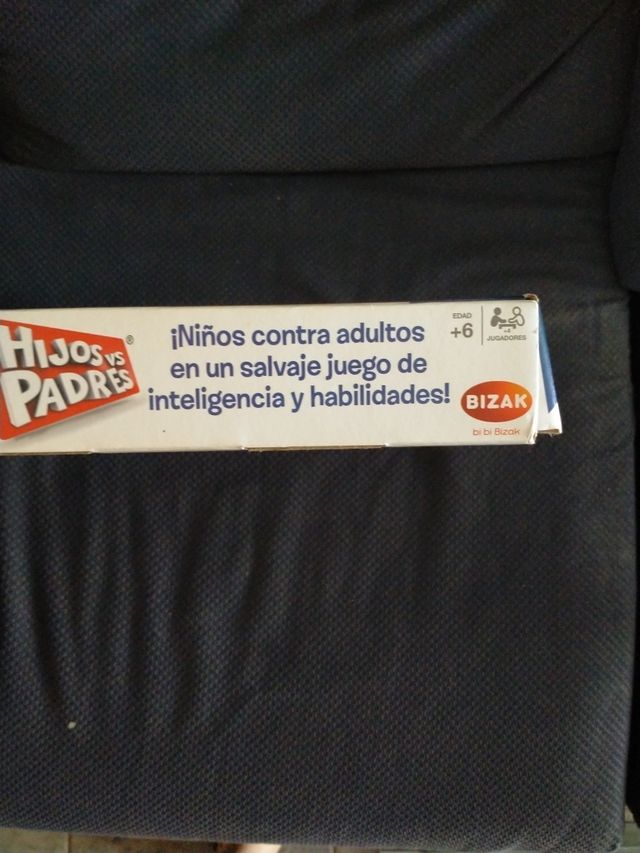 HIJOS VS
PADRES
®
¡Niños contra adultos
en un salvaje juego de
inteligencia y habilidades!
EDAD
+6
+4
JUGADORES
BIZAK
bi bi Bizak